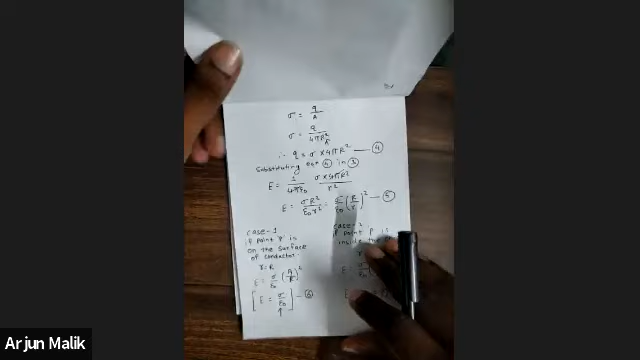 σ = q/A
σ = q/4πR²
∴ q = σ × 4πR² — ④
Substituting eqn ④ in ③
E = 1/4πε₀ σ × 4πR²/r²
E = σR²/ε₀r² = σ/ε₀ (R/r)² — ⑤
case-1
if point P is
on the surface
of conductor.
r = R
E = σ/ε₀ (R/R)²
[E = σ/ε₀] — ⑥
case-2
if point P is
inside
E = σ/ε₀
Arjun Malik